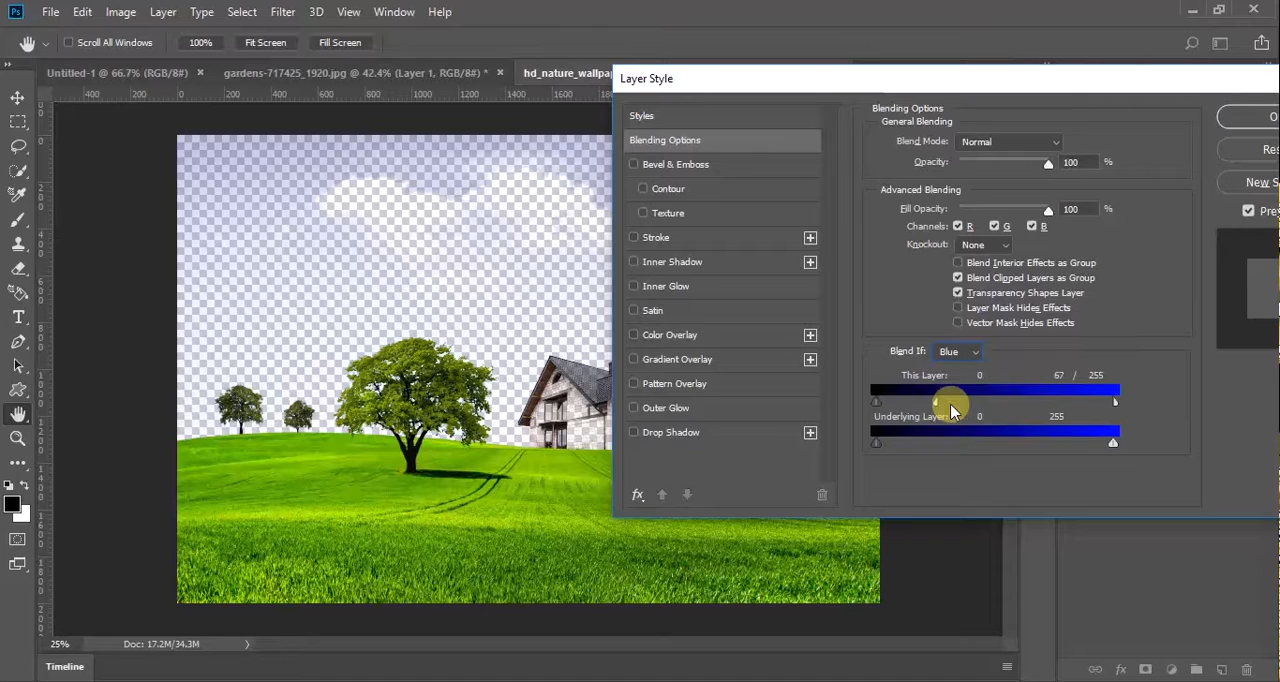 Ps File Edit Image Layer Type Select Filter 3D View Window Help
Scroll All Windows 100% Fit Screen Fill Screen
Untitled-1 @ 66.7% (RGB/8#) × gardens-717425_1920.jpg @ 42.4% (Layer 1, RGB/8#) * ×
400 200 0 200 400 600 800 1000 1200 1400 1600
Layer Style
Styles
Blending Options
Bevel & Emboss
Contour
Texture
Stroke
Inner Shadow
Inner Glow
Satin
Color Overlay
Gradient Overlay
Pattern Overlay
Outer Glow
Drop Shadow
fx
Blending Options
General Blending
Blend Mode: Normal
Opacity: 100 %
Advanced Blending
Fill Opacity: 100 %
Channels: R G B
Knockout: None
Blend Interior Effects as Group
Blend Clipped Layers as Group
Transparency Shapes Layer
Layer Mask Hides Effects
Vector Mask Hides Effects
Blend If: Blue
This Layer: 0 67 / 255
Underlying Layer: 0 255
25% Doc: 17.2M/34.3M
Timeline
fx